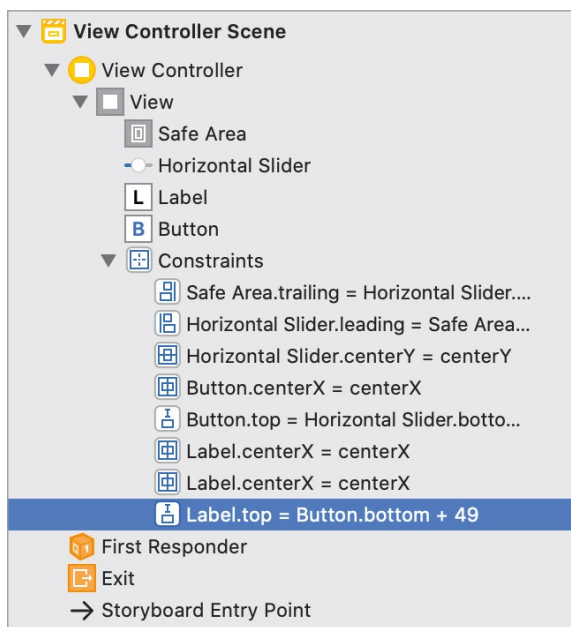 View Controller Scene
View Controller
View
Safe Area
Horizontal Slider
L Label
B Button
Constraints
Safe Area.trailing = Horizontal Slider....
Horizontal Slider.leading = Safe Area...
Horizontal Slider.centerY = centerY
Button.centerX = centerX
Button.top = Horizontal Slider.botto...
Label.centerX = centerX
Label.centerX = centerX
Label.top = Button.bottom + 49
First Responder
Exit
Storyboard Entry Point